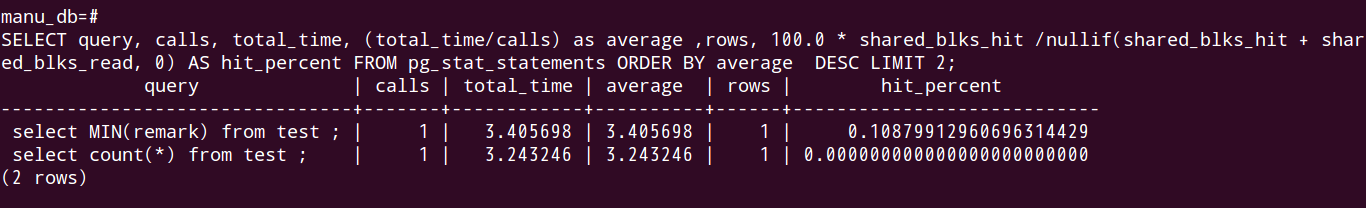 manu_db=#
SELECT query, calls, total_time, (total_time/calls) as average ,rows, 100.0 * shared_blks_hit /nullif(shared_blks_hit + shar
ed_blks_read, 0) AS hit_percent FROM pg_stat_statements ORDER BY average  DESC LIMIT 2;
             query              | calls | total_time | average  | rows |        hit_percent
--------------------------------+-------+------------+----------+------+----------------------------
 select MIN(remark) from test ; |     1 |   3.405698 | 3.405698 |    1 |     0.10879912960696314429
 select count(*) from test ;    |     1 |   3.243246 | 3.243246 |    1 | 0.000000000000000000000000
(2 rows)